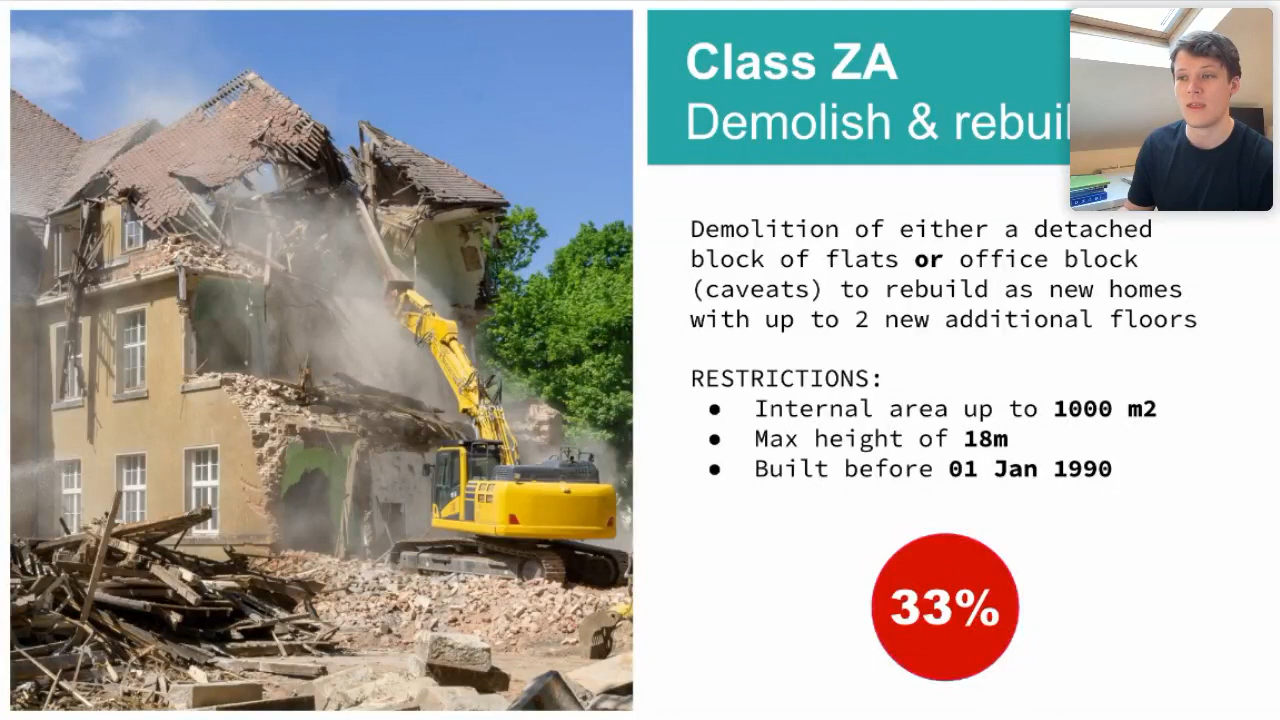 Class ZA
Demolish & rebuil
Demolition of either a detached
block of flats or office block
(caveats) to rebuild as new homes
with up to 2 new additional floors
RESTRICTIONS:
● Internal area up to 1000 m2
● Max height of 18m
● Built before 01 Jan 1990
33%